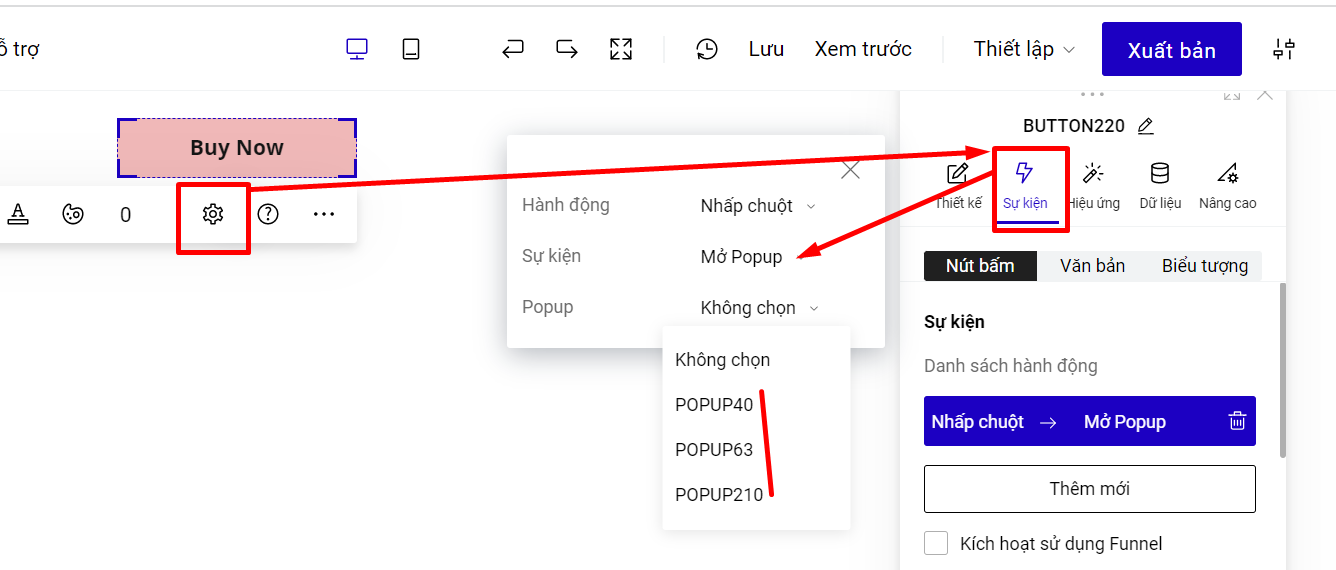 ỗ trợ
Lưu
Xem trước
Thiết lập
Xuất bản
BUTTON220
Buy Now
0
Thiết kế
Sự kiện
Hiệu ứng
Dữ liệu
Nâng cao
Hành động
Nhấp chuột
Sự kiện
Mở Popup
Popup
Không chọn
Không chọn
POPUP40
POPUP63
POPUP210
Nút bấm
Văn bản
Biểu tượng
Sự kiện
Danh sách hành động
Nhấp chuột → Mở Popup
Thêm mới
Kích hoạt sử dụng Funnel